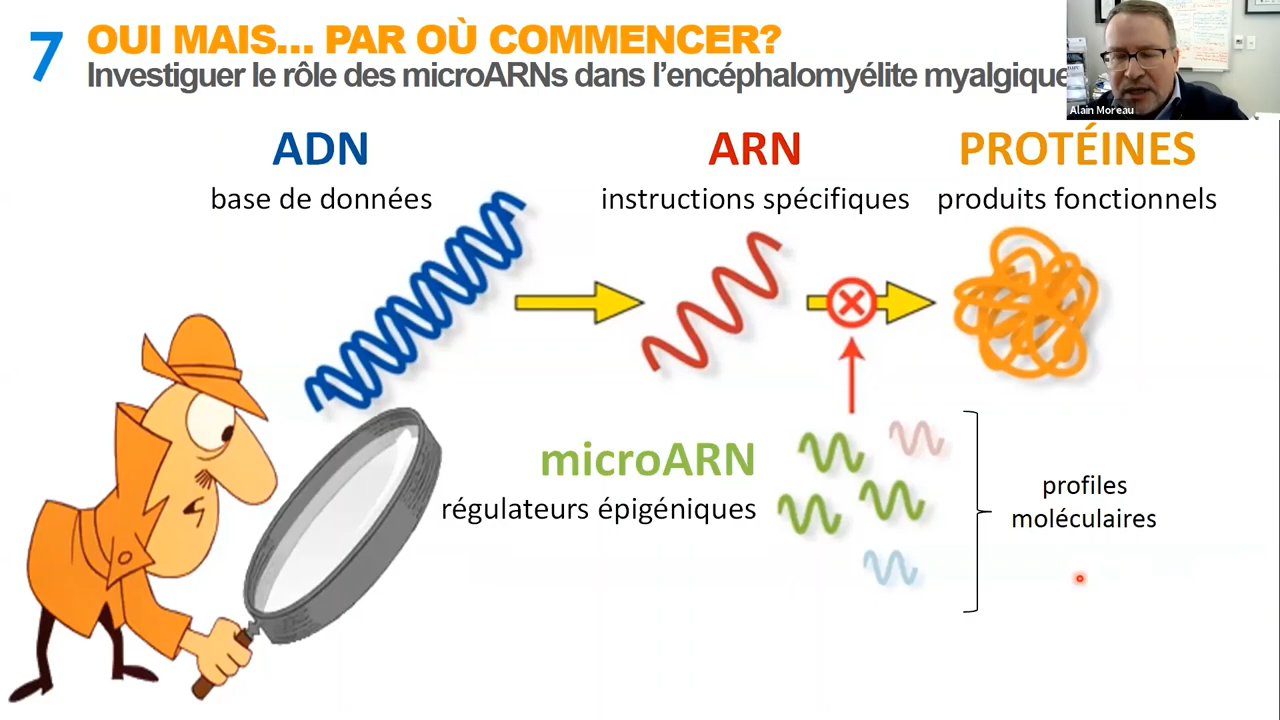 7
OUI MAIS... PAR OÙ COMMENCER?
Investiguer le rôle des microARNs dans l’encéphalomyélite myalgique
Alain Moreau
ADN
base de données
ARN
instructions spécifiques
PROTÉINES
produits fonctionnels
microARN
régulateurs épigéniques
profiles
moléculaires